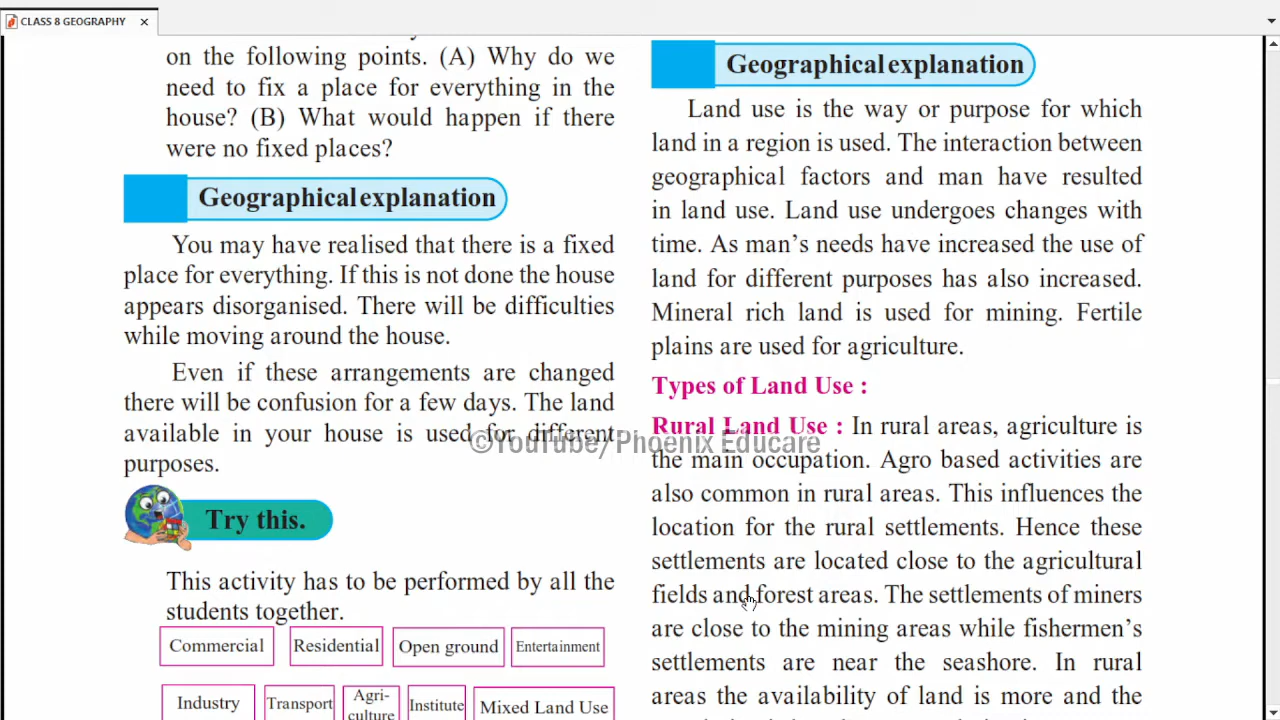 CLASS 8 GEOGRAPHY
on the following points. (A) Why do we
need to fix a place for everything in the
house? (B) What would happen if there
were no fixed places?
Geographical explanation
You may have realised that there is a fixed
place for everything. If this is not done the house
appears disorganised. There will be difficulties
while moving around the house.
Even if these arrangements are changed
there will be confusion for a few days. The land
available in your house is used for different
purposes.
Try this.
This activity has to be performed by all the
students together.
Commercial Residential Open ground Entertainment
Industry Transport Agri-
culture Institute Mixed Land Use
Geographical explanation
Land use is the way or purpose for which
land in a region is used. The interaction between
geographical factors and man have resulted
in land use. Land use undergoes changes with
time. As man’s needs have increased the use of
land for different purposes has also increased.
Mineral rich land is used for mining. Fertile
plains are used for agriculture.
Types of Land Use :
Rural Land Use : In rural areas, agriculture is
the main occupation. Agro based activities are
also common in rural areas. This influences the
location for the rural settlements. Hence these
settlements are located close to the agricultural
fields and forest areas. The settlements of miners
are close to the mining areas while fishermen’s
settlements are near the seashore. In rural
areas the availability of land is more and the
©YouTube/Phoenix Educare